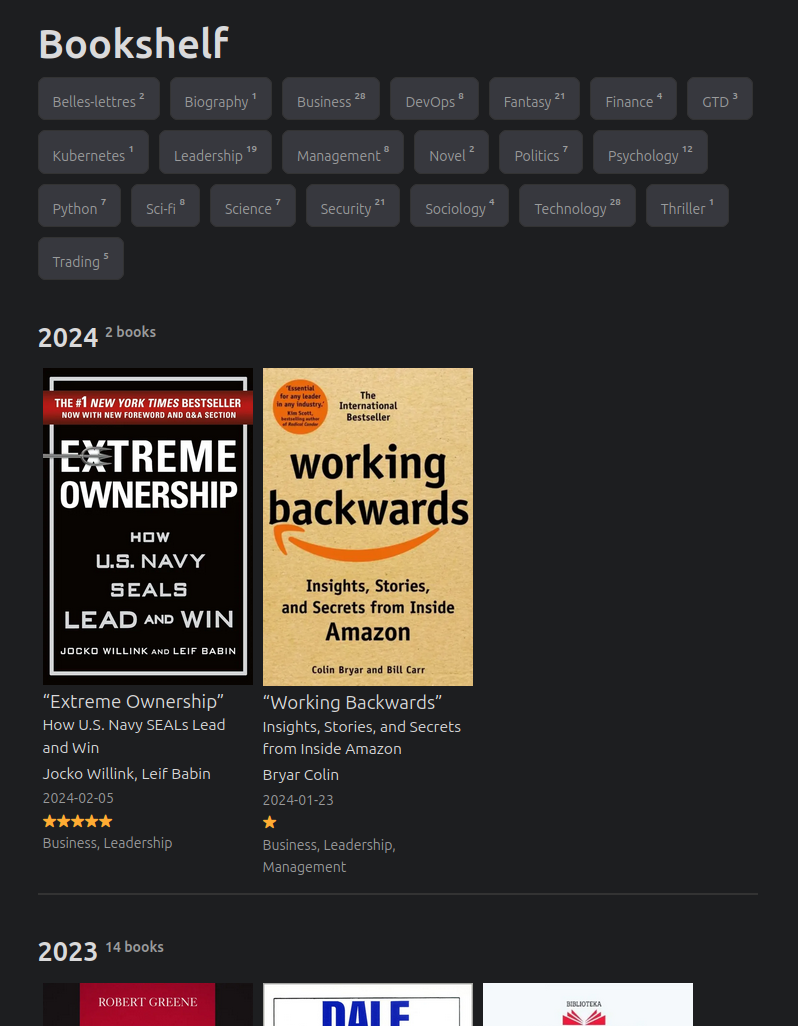 Bookshelf
Belles-lettres 2 Biography 1 Business 28 DevOps 8 Fantasy 21 Finance 4 GTD 3
Kubernetes 1 Leadership 19 Management 8 Novel 2 Politics 7 Psychology 12
Python 7 Sci-fi 8 Science 7 Security 21 Sociology 4 Technology 28 Thriller 1
Trading 5
2024 2 books
THE #1 NEW YORK TIMES BESTSELLER
NOW WITH NEW FOREWORD AND Q&A SECTION
EXTREME
OWNERSHIP
HOW
U.S. NAVY
SEALS
LEAD AND WIN
JOCKO WILLINK AND LEIF BABIN
“Extreme Ownership”
How U.S. Navy SEALs Lead
and Win
Jocko Willink, Leif Babin
2024-02-05
Business, Leadership
'Essential
for any leader
in any industry.'
Kim Scott,
bestselling author
of Radical Candor
The
International
Bestseller
working
backwards
Insights, Stories,
and Secrets from Inside
Amazon
Colin Bryar and Bill Carr
“Working Backwards”
Insights, Stories, and Secrets
from Inside Amazon
Bryar Colin
2024-01-23
Business, Leadership,
Management
2023 14 books
ROBERT GREENE
DALE
BIBLIOTEKA